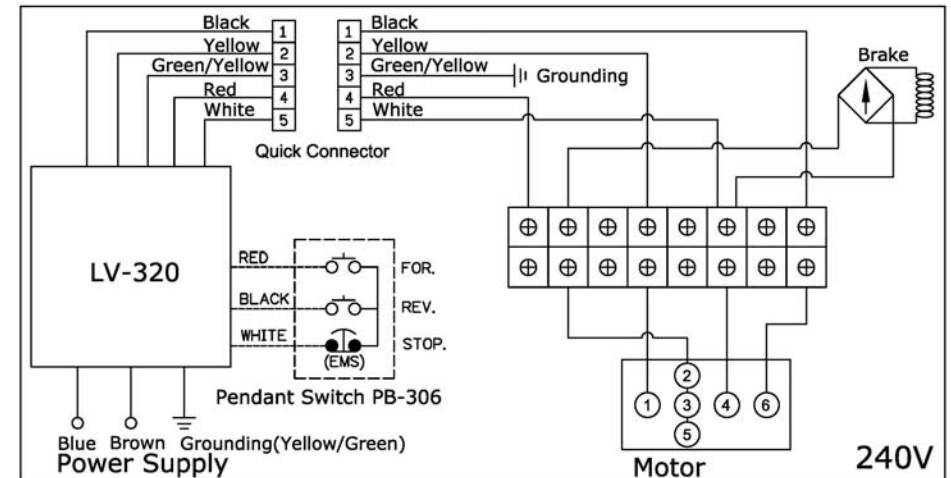 Black
Yellow
Green/Yellow
Red
White
1
2
3
4
5
1
2
3
4
5
Black
Yellow
Green/Yellow
Red
White
Grounding
Brake
Quick Connector
LV-320
RED
BLACK
WHITE
FOR.
REV.
STOP.
(EMS)
Pendant Switch PB-306
Blue
Brown
Grounding(Yellow/Green)
Power Supply
1
2
3
5
4
6
Motor
240V